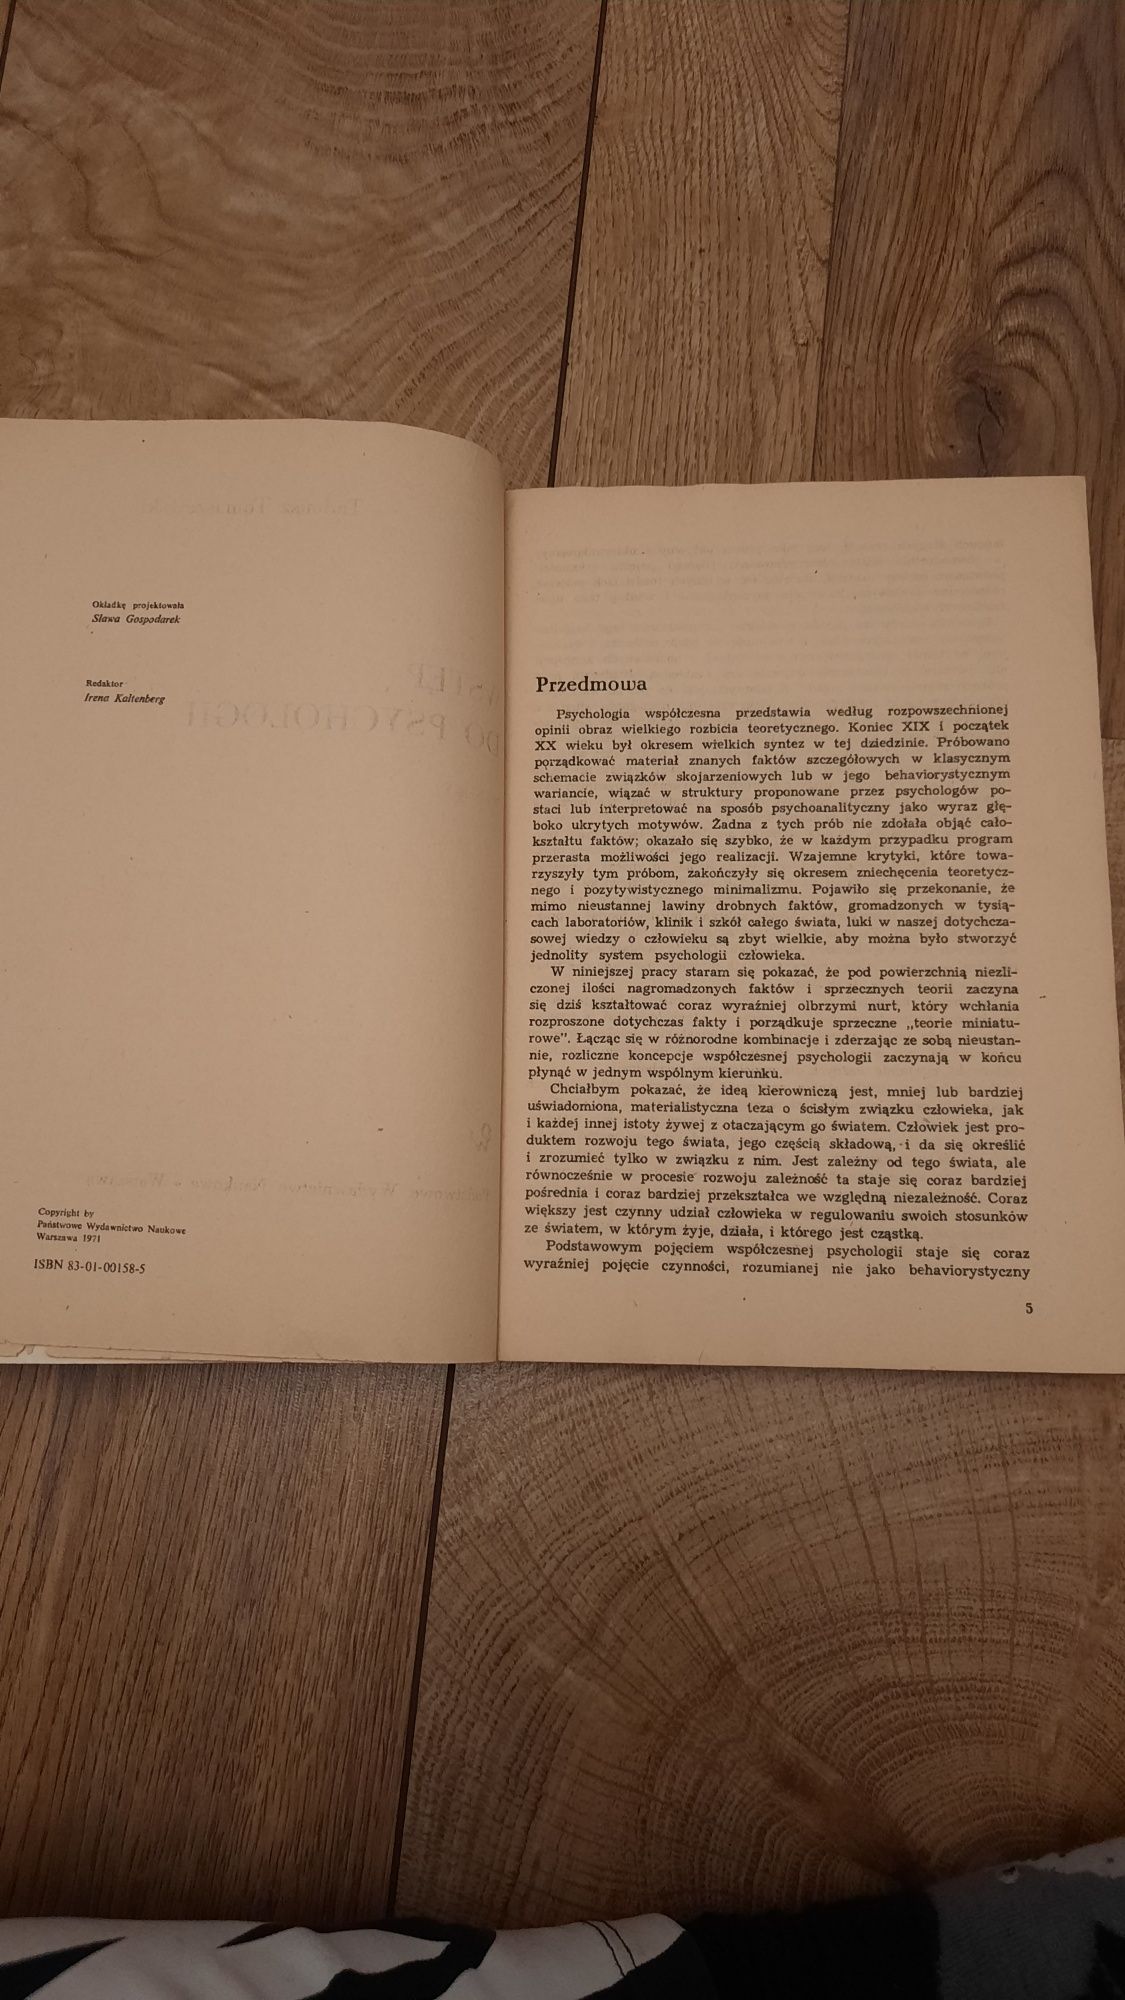 Okładkę projektowała
Sława Gospodarek
Redaktor
Irena Kaltenberg
Copyright by
Państwowe Wydawnictwo Naukowe
Warszawa 1971
ISBN 83-01-00158-5
Przedmowa
Psychologia współczesna przedstawia według rozpowszechnionej
opinii obraz wielkiego rozbicia teoretycznego. Koniec XIX i początek
XX wieku był okresem wielkich syntez w tej dziedzinie. Próbowano
porządkować materiał znanych faktów szczegółowych w klasycznym
schemacie związków skojarzeniowych lub w jego behawiorystycznym
wariancie, wiązać w struktury proponowane przez psychologów po-
staci lub interpretować na sposób psychoanalityczny jako wyraz głę-
boko ukrytych motywów. Żadna z tych prób nie zdołała objąć cało-
kształtu faktów; okazało się szybko, że w każdym przypadku program
przerasta możliwości jego realizacji. Wzajemne krytyki, które towa-
rzyszyły tym próbom, zakończyły się okresem zniechęcenia teoretycz-
nego i pozytywistycznego minimalizmu. Pojawiło się przekonanie, że
mimo nieustannej lawiny drobnych faktów, gromadzonych w tysią-
cach laboratoriów, klinik i szkół całego świata, luki w naszej dotychcza-
sowej wiedzy o człowieku są zbyt wielkie, aby można było stworzyć
jednolity system psychologii człowieka.
W niniejszej pracy staram się pokazać, że pod powierzchnią niezli-
czonej ilości nagromadzonych faktów i sprzecznych teorii zaczyna
się dziś kształtować coraz wyraźniej olbrzymi nurt, który wchłania
rozproszone dotychczas fakty i porządkuje sprzeczne „teorie miniatu-
rowe”. Łącząc się w różnorodne kombinacje i zderzając ze sobą nieustan-
nie, rozliczne koncepcje współczesnej psychologii zaczynają w końcu
płynąć w jednym wspólnym kierunku.
Chciałbym pokazać, że ideą kierowniczą jest, mniej lub bardziej
uświadomiona, materialistyczna teza o ścisłym związku człowieka, jak
i każdej innej istoty żywej z otaczającym go światem. Człowiek jest pro-
duktem rozwoju tego świata, jego częścią składową, i da się określić
i zrozumieć tylko w związku z nim. Jest zależny od tego świata, ale
równocześnie w procesie rozwoju zależność ta staje się coraz bardziej
pośrednia i coraz bardziej przekształca we względną niezależność. Coraz
większy jest czynny udział człowieka w regulowaniu swoich stosunków
ze światem, w którym żyje, działa, i którego jest cząstką.
Podstawowym pojęciem współczesnej psychologii staje się coraz
wyraźniej pojęcie czynności, rozumianej nie jako behawiorystyczny
5